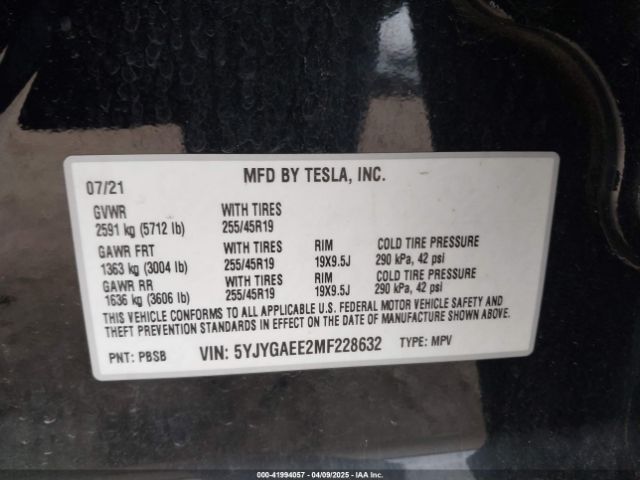 MFD BY TESLA, INC.
07/21
GVWR WITH TIRES
2591 kg (5712 lb) 255/45R19
GAWR FRT WITH TIRES RIM COLD TIRE PRESSURE
1363 kg (3004 lb) 255/45R19 19X9.5J 290 kPa, 42 psi
GAWR RR WITH TIRES RIM COLD TIRE PRESSURE
1636 kg (3606 lb) 255/45R19 19X9.5J 290 kPa, 42 psi
THIS VEHICLE CONFORMS TO ALL APPLICABLE U.S. FEDERAL MOTOR VEHICLE SAFETY AND
THEFT PREVENTION STANDARDS IN EFFECT ON THE DATE OF MANUFACTURE SHOWN ABOVE.
PNT: PBSB VIN: 5YJYGAEE2MF228632 TYPE: MPV
000-41994057 | 04/09/2025 | IAA Inc.